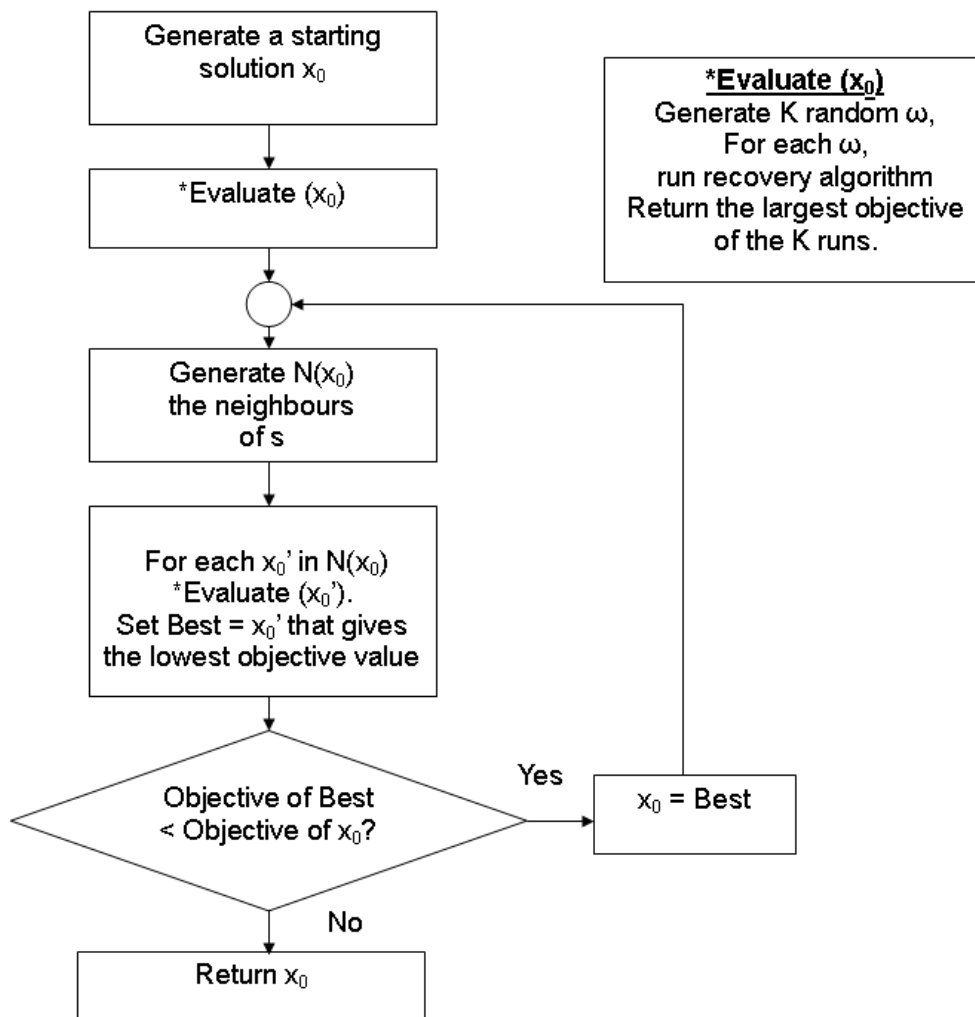 Generate a starting
solution x₀
*Evaluate (x₀)
Generate N(x₀)
the neighbours
of s
For each x₀’ in N(x₀)
*Evaluate (x₀’).
Set Best = x₀’ that gives
the lowest objective value
Objective of Best
< Objective of x₀?
Yes
x₀ = Best
No
Return x₀
*Evaluate (x₀)
Generate K random ω,
For each ω,
run recovery algorithm
Return the largest objective
of the K runs.